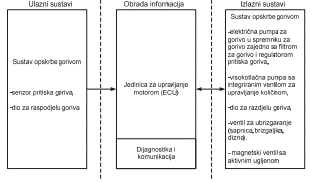 Ulazni sustavi
Obrada informacija
Izlazni sustavi
Sustav opskrbe gorivom
-senzor pritiska goriva,
-dio za raspodjelu goriva
Jedinica za upravljanje
motorom (ECU)
Dijagnostika i
komunikacija
Sustav opskrbe gorivom
-električna pumpa za
gorivo u spremniku za
gorivo zajedno sa filtrom
za gorivo i regulatorom
pritiska goriva,
-visokotlačna pumpa sa
integriranim ventilom za
upravljanje količinom,
-dio za razdjelu goriva,
-ventil za ubrizgavanje
(sapnica, brizgaljka,
dizna).
- magnetski ventil sa
aktivnim ugljenom